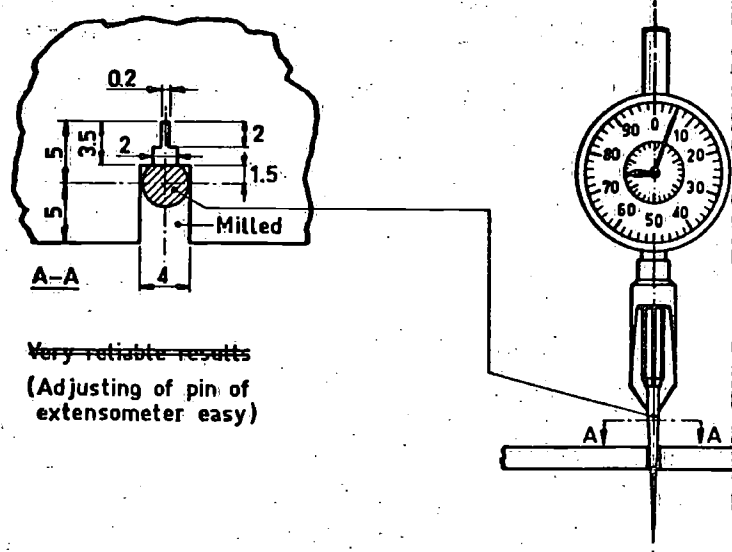 0.2
5
3.5
2
2
1.5
5
Milled
A-A
4
Very reliable results
(Adjusting of pin of
extensometer easy)
0
10
20
30
40
50
60
70
80
90
A
A